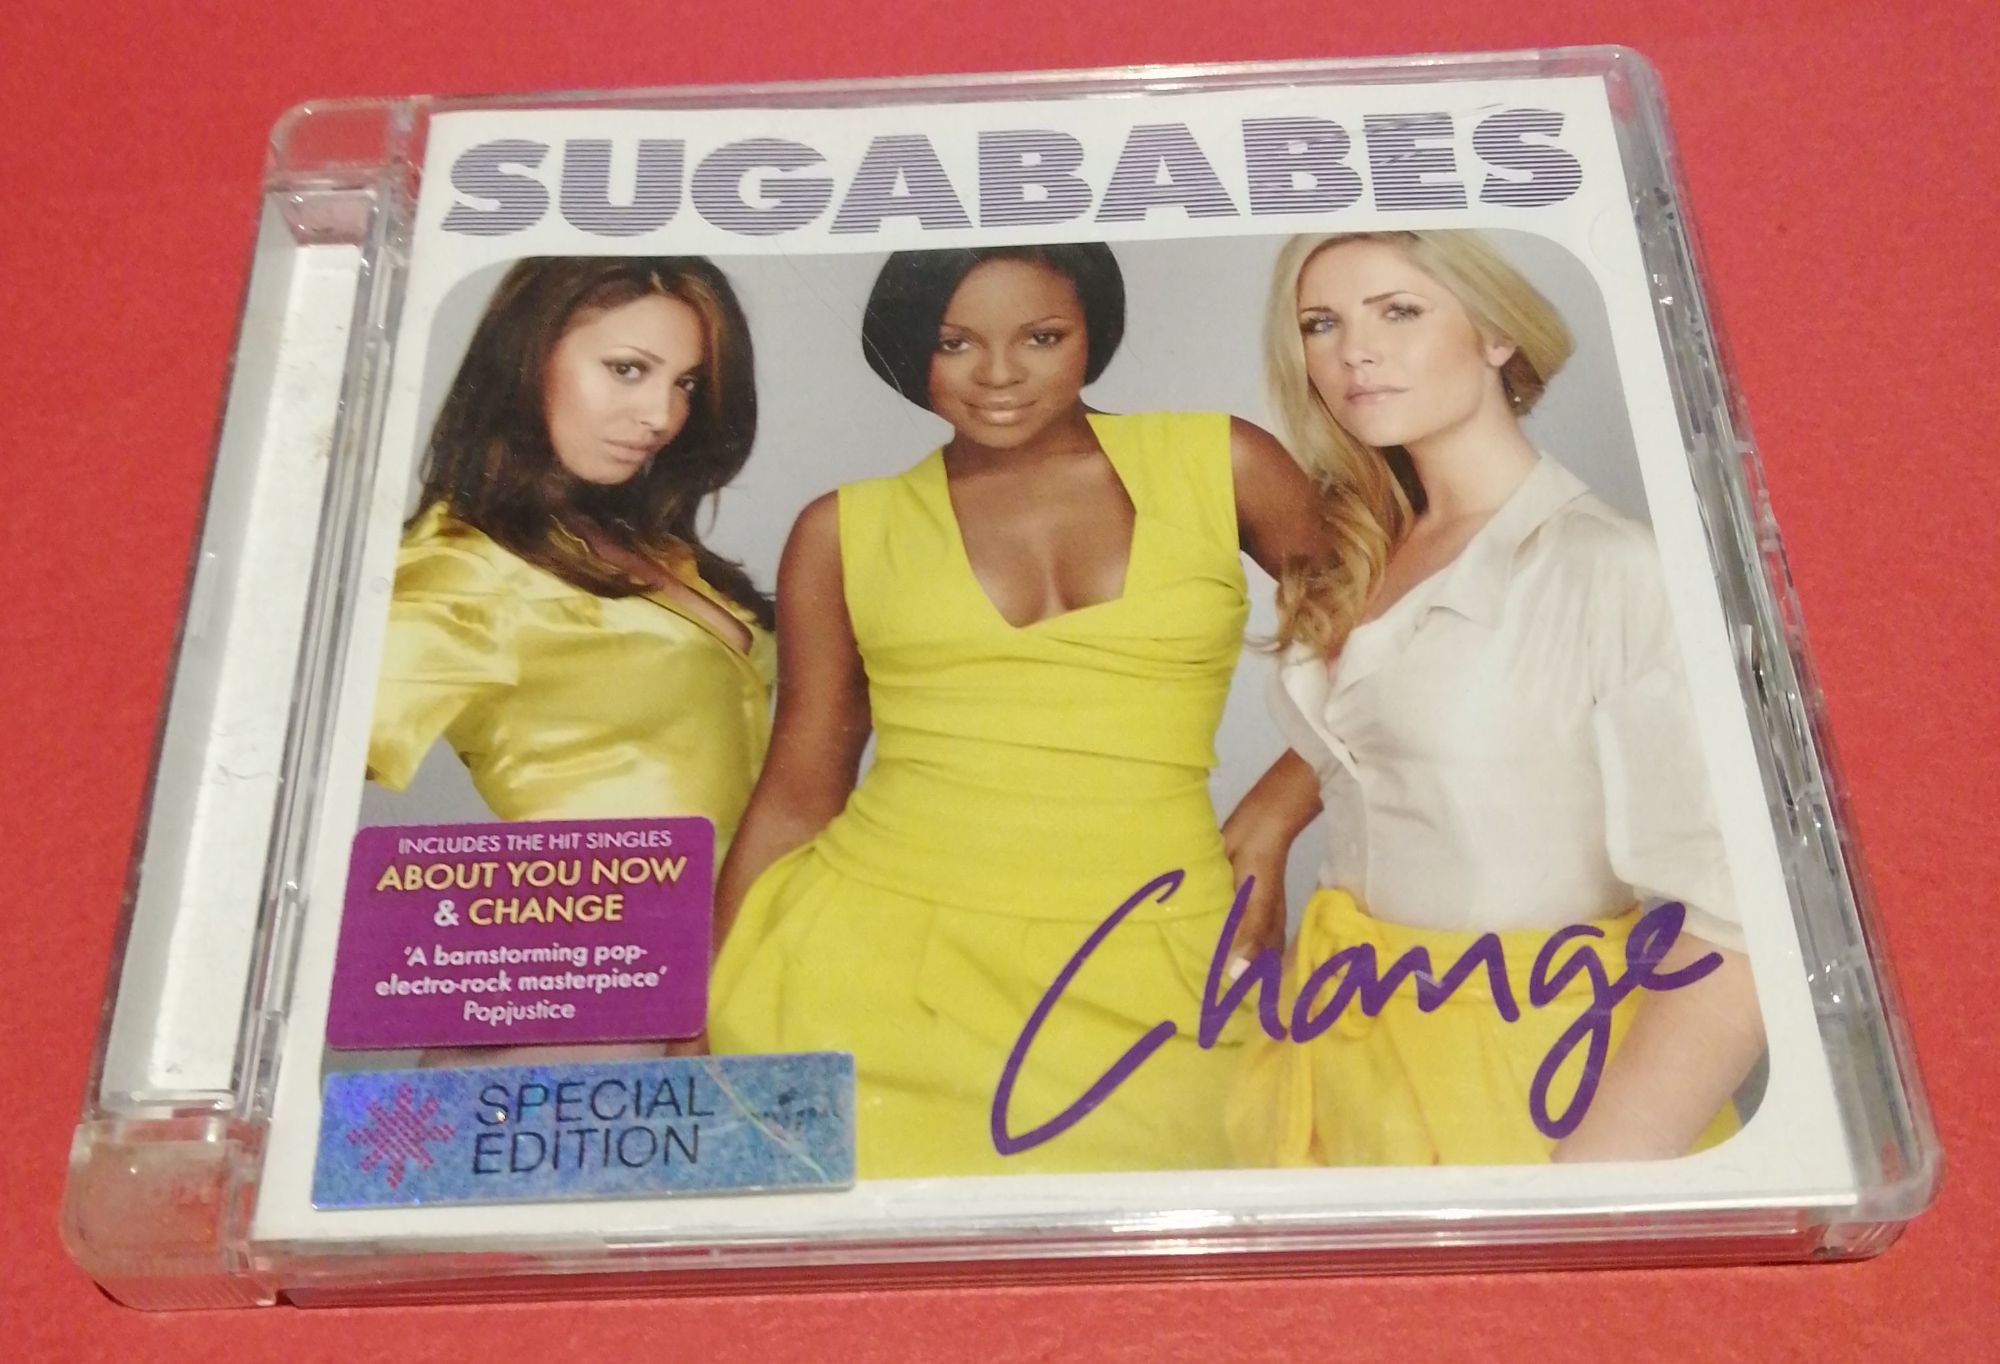 SUGABABES
INCLUDES THE HIT SINGLES
ABOUT YOU NOW
& CHANGE
'A barnstorming pop-
electro-rock masterpiece'
Popjustice
Change
SPECIAL
EDITION